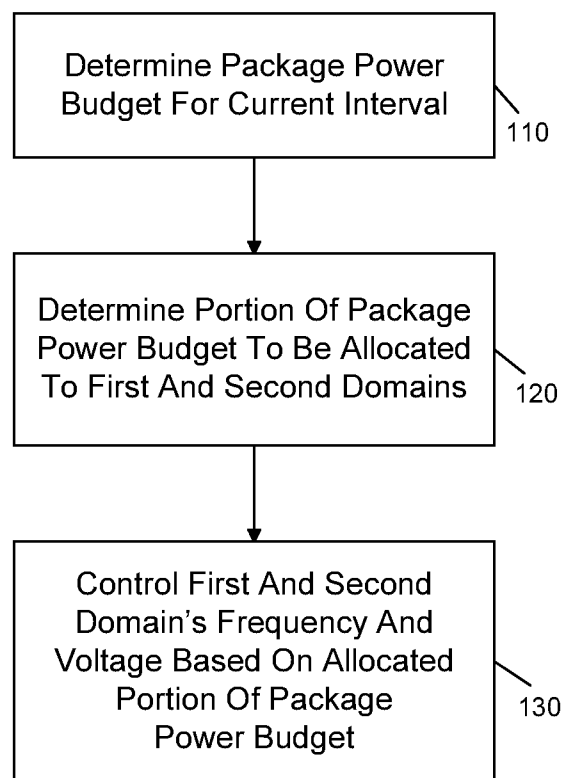 Determine Package Power
Budget For Current Interval
110
Determine Portion Of Package
Power Budget To Be Allocated
To First And Second Domains
120
Control First And Second
Domain's Frequency And
Voltage Based On Allocated
Portion Of Package
Power Budget
130